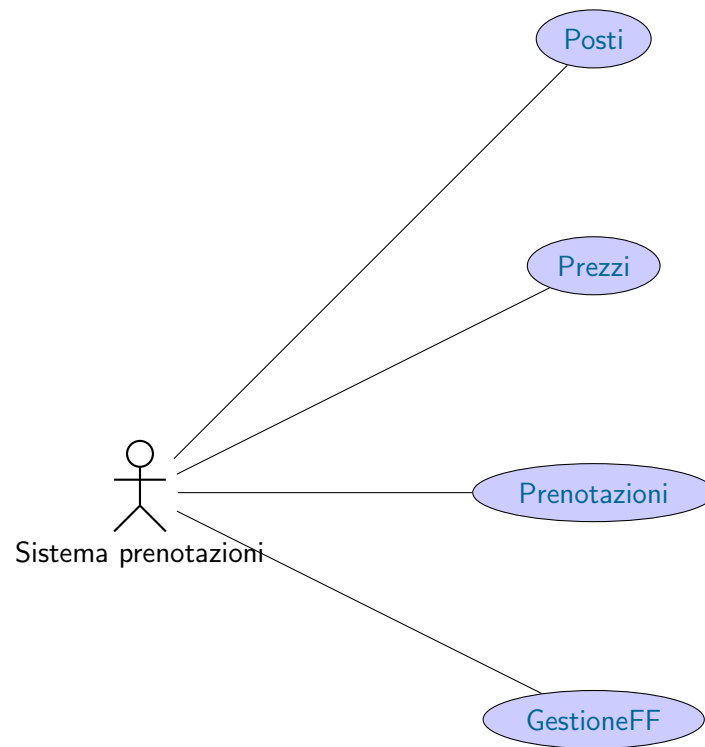 Posti
Prezzi
Prenotazioni
Sistema prenotazioni
GestioneFF